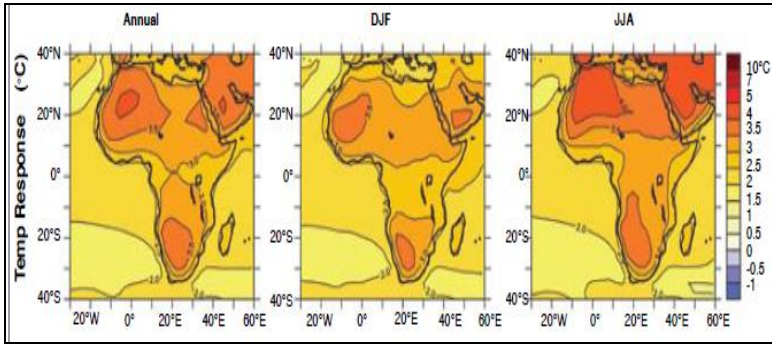 Annual DJF JJA
Temp Response (°C)
40°N 40°N 40°N
20°N 20°N 20°N
0° 0° 0°
20°S 20°S 20°S
40°S 40°S 40°S
20°W 0° 20°E 40°E 60°E 20°W 0° 20°E 40°E 60°E 20°W 0° 20°E 40°E 60°E
10°C
7
5
4
3.5
3
2.5
2
1.5
1
0.5
0
-0.5
-1